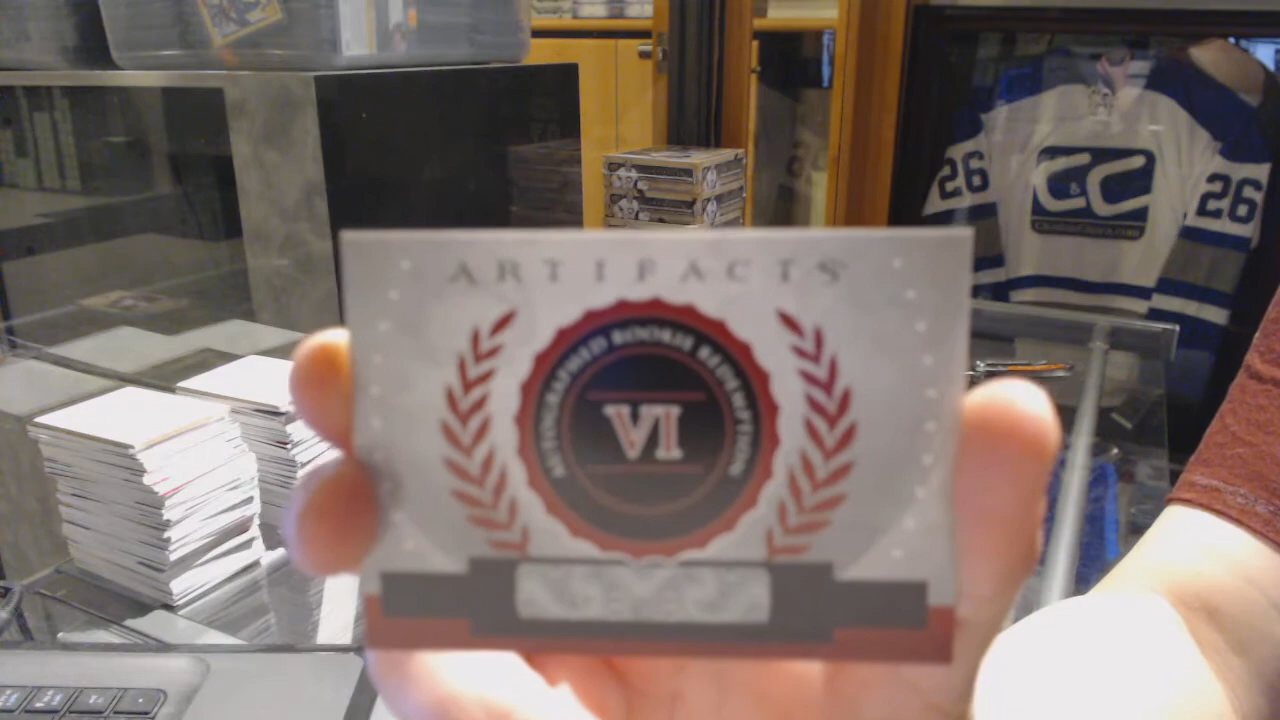 ARTIFACTS
AUTOGRAPHED ROOKIE REDEMPTION
VI
26
C&C
26